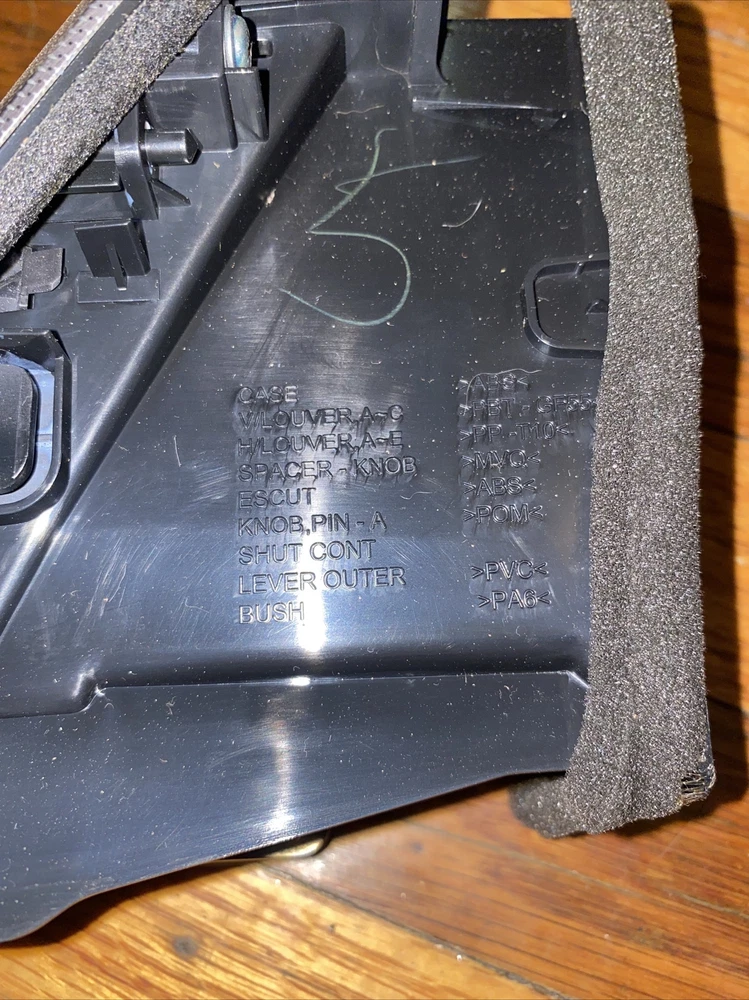 CASE >ABS<
V/LOUVER,A~C >PBT - GF
H/LOUVER,A~E >PP - T10<
SPACER - KNOB >MVQ<
ESCUT >ABS<
KNOB,PIN - A >POM<
SHUT CONT
LEVER OUTER >PVC<
BUSH >PA6<